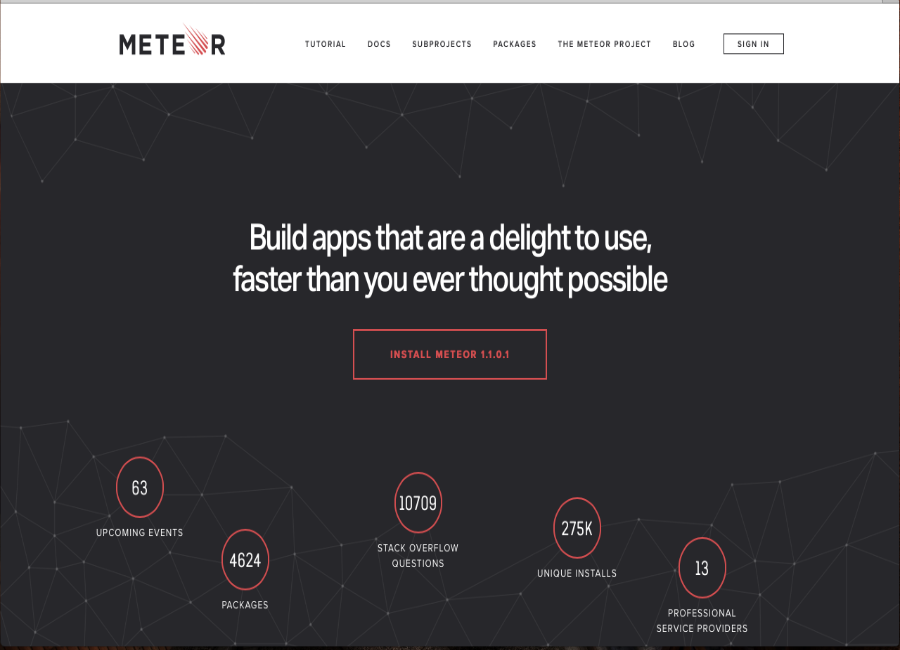 METEOR
TUTORIAL
DOCS
SUBPROJECTS
PACKAGES
THE METEOR PROJECT
BLOG
SIGN IN
Build apps that are a delight to use,
faster than you ever thought possible
INSTALL METEOR 1.1.0.1
63
UPCOMING EVENTS
4624
PACKAGES
10709
STACK OVERFLOW
QUESTIONS
275K
UNIQUE INSTALLS
13
PROFESSIONAL
SERVICE PROVIDERS